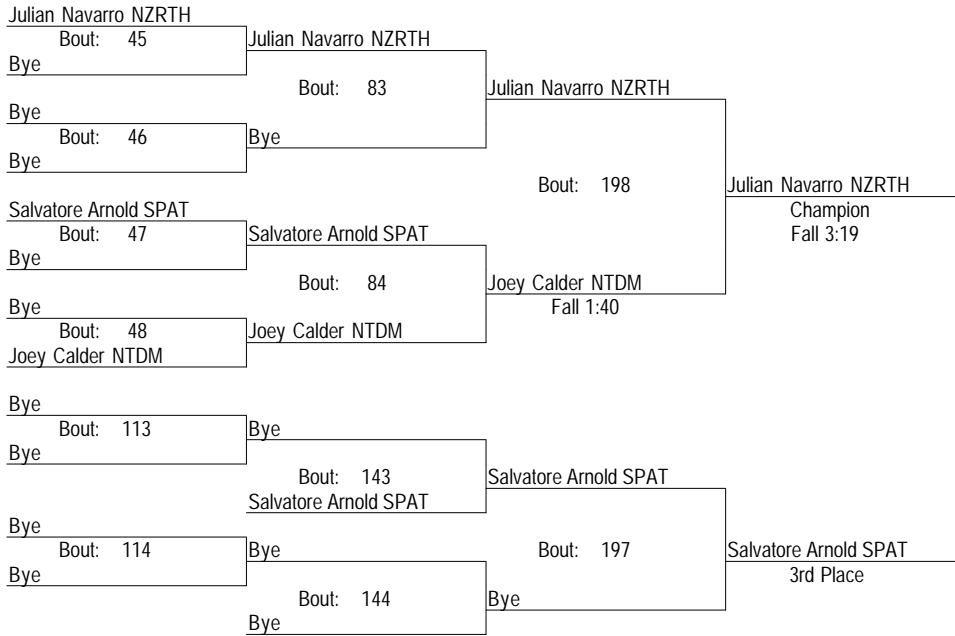 Julian Navarro NZRTH
Bout: 45
Julian Navarro NZRTH
Bye
Bout: 83
Julian Navarro NZRTH
Bye
Bout: 46
Bye
Bye
Bout: 198
Julian Navarro NZRTH
Salvatore Arnold SPAT
Champion
Bout: 47
Salvatore Arnold SPAT
Fall 3:19
Bye
Bout: 84
Joey Calder NTDM
Bye
Fall 1:40
Bout: 48
Joey Calder NTDM
Joey Calder NTDM
Bye
Bout: 113
Bye
Bye
Bout: 143
Salvatore Arnold SPAT
Salvatore Arnold SPAT
Bye
Bout: 114
Bye
Bout: 197
Salvatore Arnold SPAT
Bye
3rd Place
Bout: 144
Bye
Bye